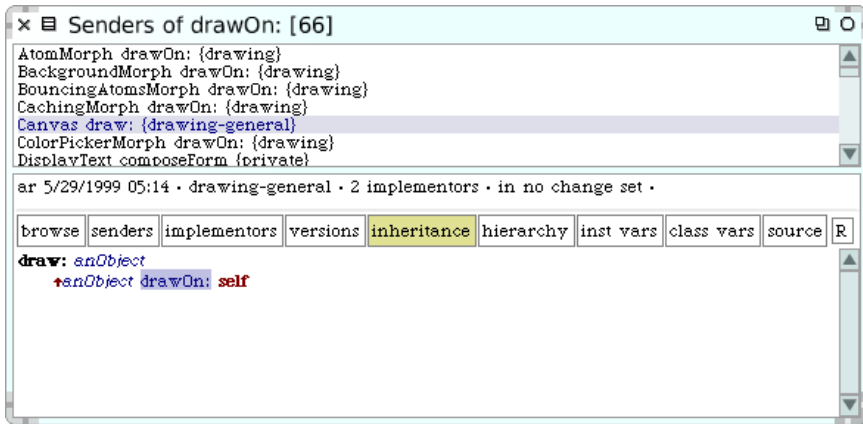 Senders of drawOn: [66]
AtomMorph drawOn: {drawing}
BackgroundMorph drawOn: {drawing}
BouncingAtomsMorph drawOn: {drawing}
CachingMorph drawOn: {drawing}
Canvas draw: {drawing-general}
ColorPickerMorph drawOn: {drawing}
DisplayText composeForm {private}
ar 5/29/1999 05:14 · drawing-general · 2 implementors · in no change set ·
browse senders implementors versions inheritance hierarchy inst vars class vars source R
draw: anObject
↑anObject drawOn: self